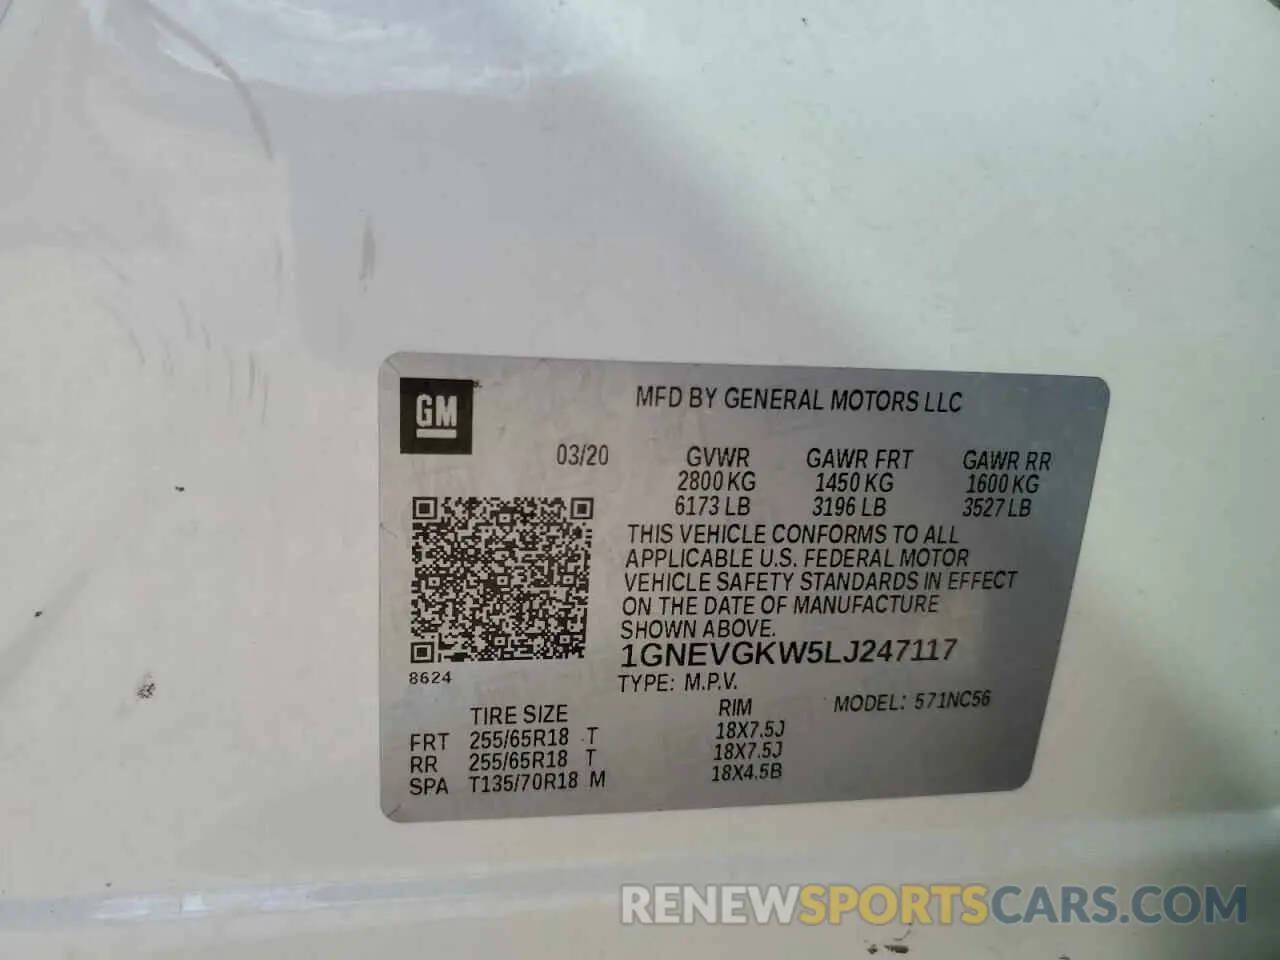 GM
MFD BY GENERAL MOTORS LLC
03/20 GVWR GAWR FRT GAWR RR
2800 KG 1450 KG 1600 KG
6173 LB 3196 LB 3527 LB
THIS VEHICLE CONFORMS TO ALL
APPLICABLE U.S. FEDERAL MOTOR
VEHICLE SAFETY STANDARDS IN EFFECT
ON THE DATE OF MANUFACTURE
SHOWN ABOVE.
1GNEVGKW5LJ247117
8624
TYPE: M.P.V. MODEL: 571NC56
TIRE SIZE RIM
FRT 255/65R18 T 18X7.5J
RR 255/65R18 T 18X7.5J
SPA T135/70R18 M 18X4.5B
RENEWSPORTSCARS.COM